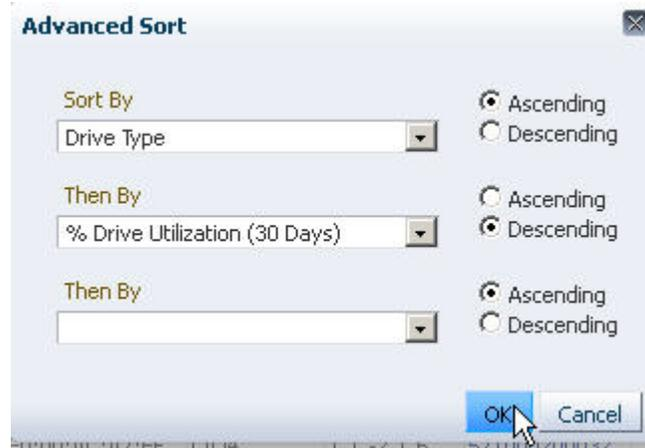 Advanced Sort
Sort By
Ascending
Drive Type
Descending
Then By
Ascending
% Drive Utilization (30 Days)
Descending
Then By
Ascending
Descending
OK
Cancel